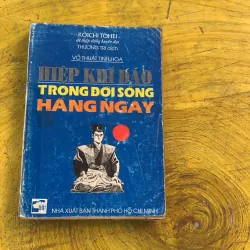 KOICHI TOHEI
THƯỢNG TRÍ dịch
VÕ THUẬT TINH HOA
HIỆP KHÍ ĐẠO
TRONG ĐỜI SỐNG
HÀNG NGÀY
NHÀ XUẤT BẢN THÀNH PHỐ HỒ CHÍ MINH